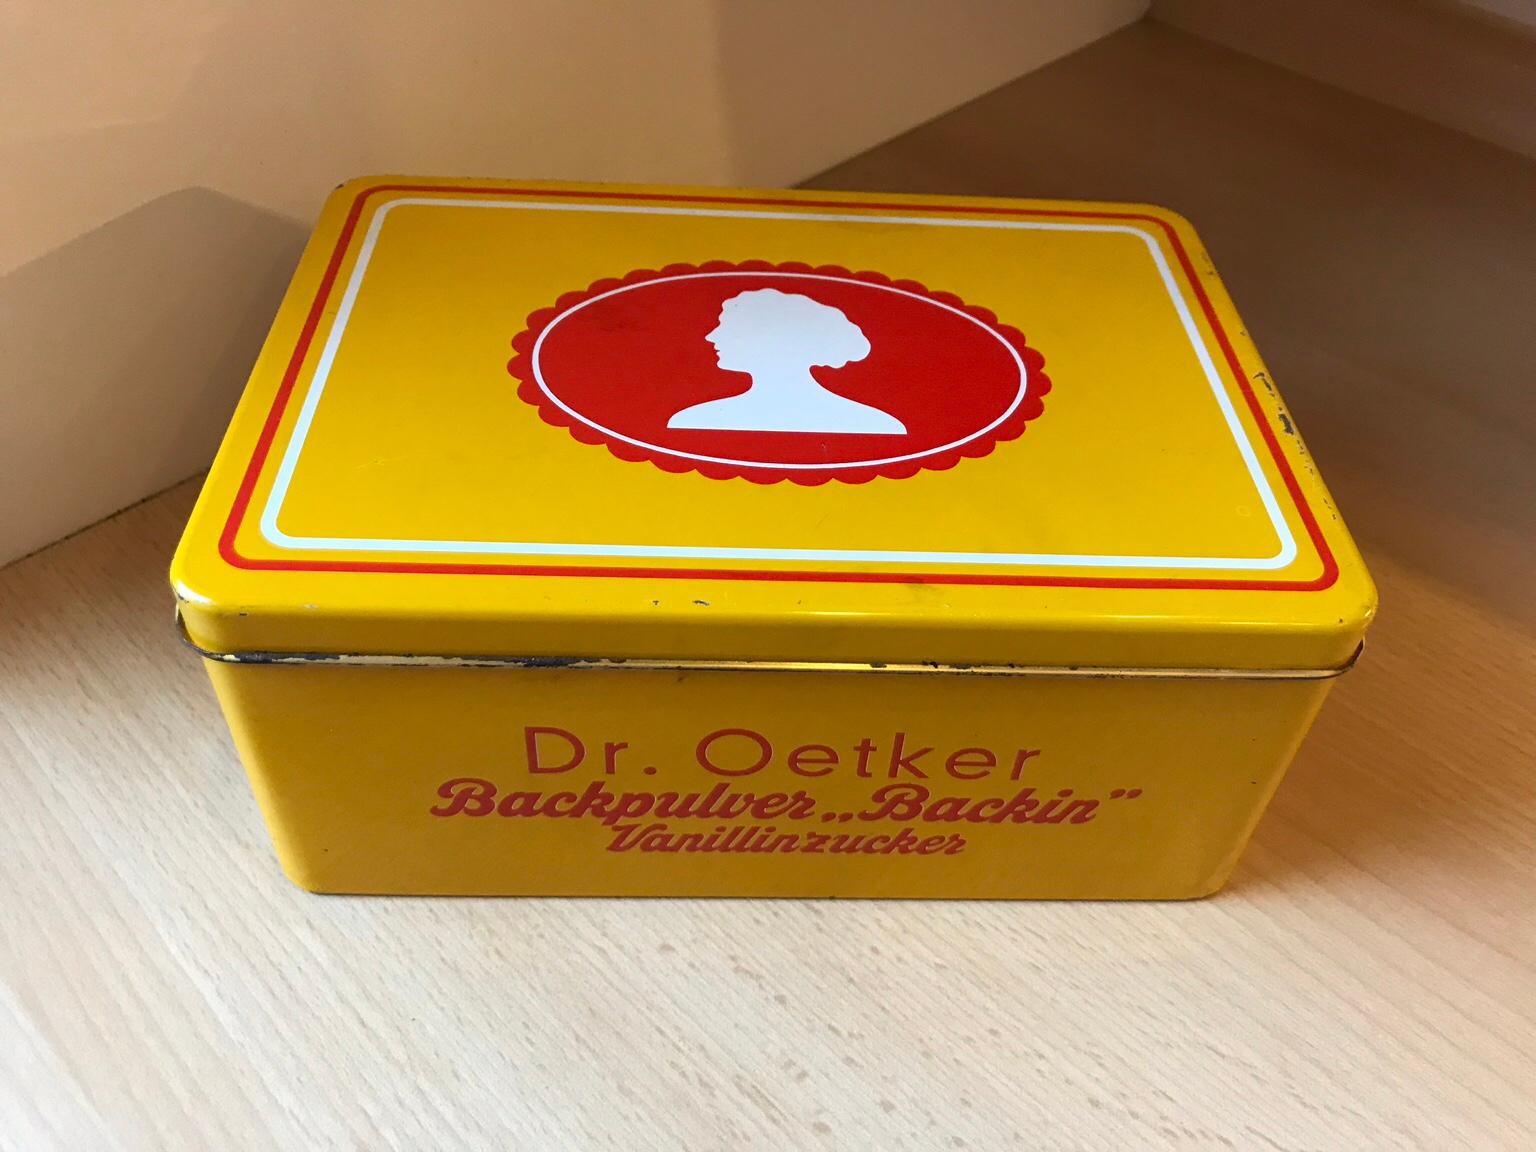 Dr. Oetker
Backpulver „Backin”
Vanillinzucker